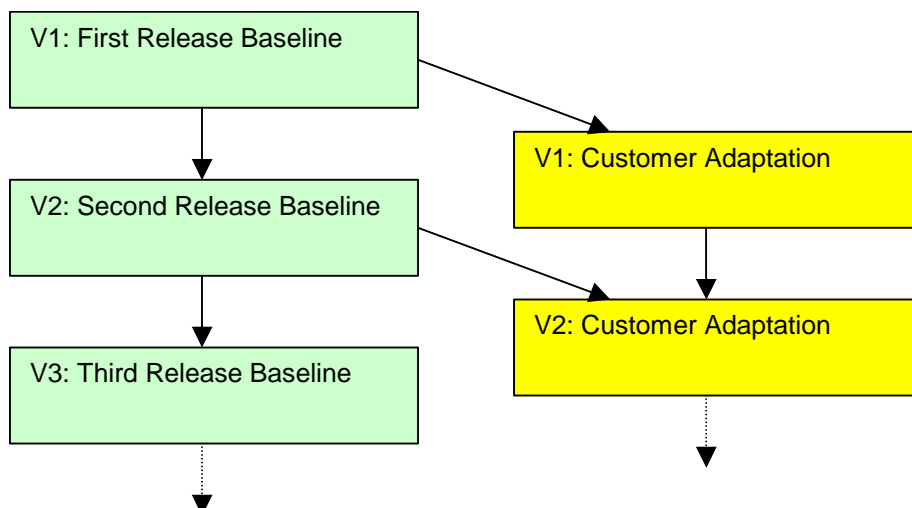 V1: First Release Baseline
V1: Customer Adaptation
V2: Second Release Baseline
V2: Customer Adaptation
V3: Third Release Baseline